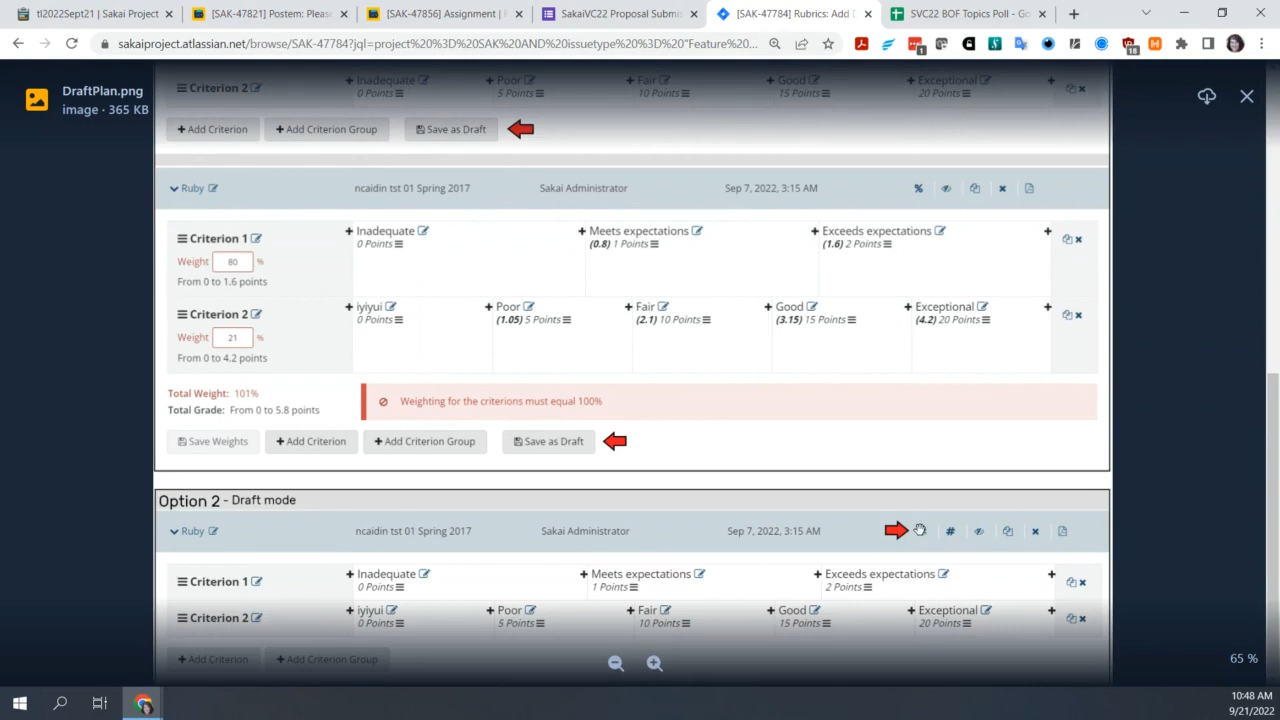 tl2022Sept21 | Sakai Project
[SAK-47821] Postem: Please
[SAK-47856] Assignment | F
SakaiVC22 Proposal Submis
[SAK-47784] Rubrics: Add D
SVC22 BOF Topics Poll - Go
sakaiproject.atlassian.net/browse/SAK-47784?jql=project%20%3D%20SAK%20AND%20issuetype%20%3D%20"Feature%...
1
18
DraftPlan.png
image · 365 KB
Criterion 2
Inadequate
0 Points
Poor
5 Points
Fair
10 Points
Good
15 Points
Exceptional
20 Points
Add Criterion
Add Criterion Group
Save as Draft
Ruby
ncaidin tst 01 Spring 2017
Sakai Administrator
Sep 7, 2022, 3:15 AM
%
Criterion 1
Weight 80 %
From 0 to 1.6 points
Inadequate
0 Points
Meets expectations
(0.8) 1 Points
Exceeds expectations
(1.6) 2 Points
Criterion 2
Weight 21 %
From 0 to 4.2 points
iyiyui
0 Points
Poor
(1.05) 5 Points
Fair
(2.1) 10 Points
Good
(3.15) 15 Points
Exceptional
(4.2) 20 Points
Total Weight: 101%
Total Grade: From 0 to 5.8 points
Weighting for the criterions must equal 100%
Save Weights
Add Criterion
Add Criterion Group
Save as Draft
Option 2 - Draft mode
Ruby
ncaidin tst 01 Spring 2017
Sakai Administrator
Sep 7, 2022, 3:15 AM
#
Criterion 1
Inadequate
0 Points
Meets expectations
1 Points
Exceeds expectations
2 Points
Criterion 2
iyiyui
0 Points
Poor
5 Points
Fair
10 Points
Good
15 Points
Exceptional
20 Points
Add Criterion
Add Criterion Group
65 %
10:48 AM
9/21/2022